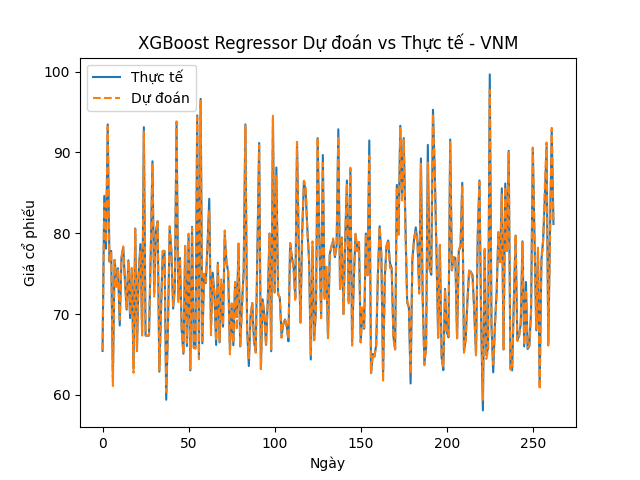 XGBoost Regressor Dự đoán vs Thực tế - VNM
Thực tế
Dự đoán
Giá cổ phiếu
100
90
80
70
60
0 50 100 150 200 250
Ngày